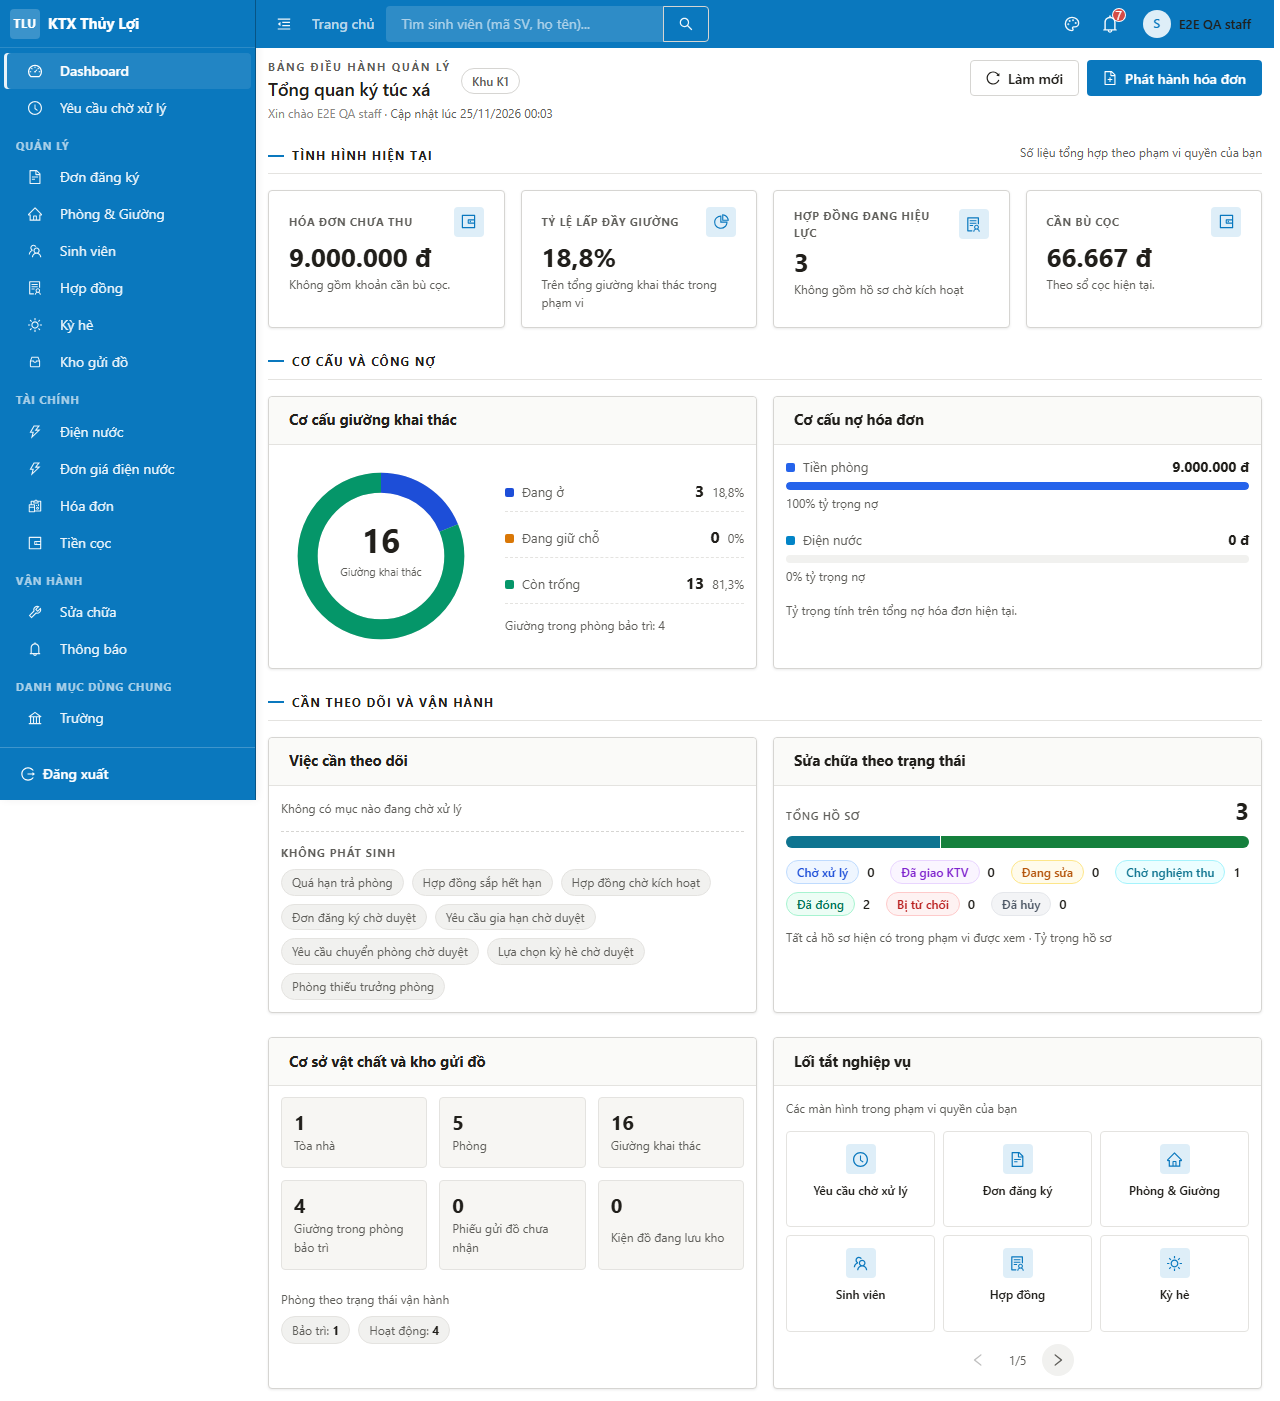 TLU KTX Thủy Lợi
Trang chủ
Tìm sinh viên (mã SV, họ tên)...
7
S
E2E QA staff
Dashboard
Yêu cầu chờ xử lý
QUẢN LÝ
Đơn đăng ký
Phòng & Giường
Sinh viên
Hợp đồng
Kỳ hè
Kho gửi đồ
TÀI CHÍNH
Điện nước
Đơn giá điện nước
Hóa đơn
Tiền cọc
VẬN HÀNH
Sửa chữa
Thông báo
DANH MỤC DÙNG CHUNG
Trường
Đăng xuất
BẢNG ĐIỀU HÀNH QUẢN LÝ
Tổng quan ký túc xá
Khu K1
Xin chào E2E QA staff · Cập nhật lúc 25/11/2026 00:03
Làm mới
Phát hành hóa đơn
TÌNH HÌNH HIỆN TẠI
Số liệu tổng hợp theo phạm vi quyền của bạn
HÓA ĐƠN CHƯA THU
9.000.000 đ
Không gồm khoản cần bù cọc.
TỶ LỆ LẤP ĐẦY GIƯỜNG
18,8%
Trên tổng giường khai thác trong
phạm vi
HỢP ĐỒNG ĐANG HIỆU
LỰC
3
Không gồm hồ sơ chờ kích hoạt
CẦN BÙ CỌC
66.667 đ
Theo sổ cọc hiện tại.
CƠ CẤU VÀ CÔNG NỢ
Cơ cấu giường khai thác
16
Giường khai thác
Đang ở 3 18,8%
Đang giữ chỗ 0 0%
Còn trống 13 81,3%
Giường trong phòng bảo trì: 4
Cơ cấu nợ hóa đơn
Tiền phòng 9.000.000 đ
100% tỷ trọng nợ
Điện nước 0 đ
0% tỷ trọng nợ
Tỷ trọng tính trên tổng nợ hóa đơn hiện tại.
CẦN THEO DÕI VÀ VẬN HÀNH
Việc cần theo dõi
Không có mục nào đang chờ xử lý
KHÔNG PHÁT SINH
Quá hạn trả phòng Hợp đồng sắp hết hạn Hợp đồng chờ kích hoạt
Đơn đăng ký chờ duyệt Yêu cầu gia hạn chờ duyệt
Yêu cầu chuyển phòng chờ duyệt Lựa chọn kỳ hè chờ duyệt
Phòng thiếu trưởng phòng
Sửa chữa theo trạng thái
TỔNG HỒ SƠ 3
Chờ xử lý 0 Đã giao KTV 0 Đang sửa 0 Chờ nghiệm thu 1
Đã đóng 2 Bị từ chối 0 Đã hủy 0
Tất cả hồ sơ hiện có trong phạm vi được xem · Tỷ trọng hồ sơ
Cơ sở vật chất và kho gửi đồ
1
Tòa nhà
5
Phòng
16
Giường khai thác
4
Giường trong phòng
bảo trì
0
Phiếu gửi đồ chưa
nhận
0
Kiện đồ đang lưu kho
Phòng theo trạng thái vận hành
Bảo trì: 1 Hoạt động: 4
Lối tắt nghiệp vụ
Các màn hình trong phạm vi quyền của bạn
Yêu cầu chờ xử lý
Đơn đăng ký
Phòng & Giường
Sinh viên
Hợp đồng
Kỳ hè
1/5